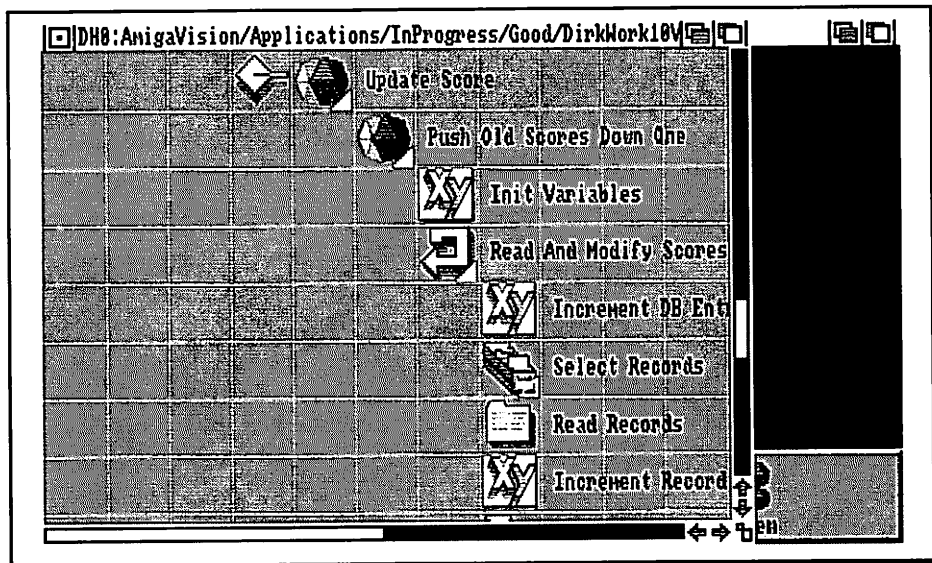 DH0:AmigaVision/Applications/InProgress/Good/DirkWork10V
Update Score
Push Old Scores Down One
Init Variables
Read And Modify Scores
Increment DB Ent
Select Records
Read Records
Increment Record
en